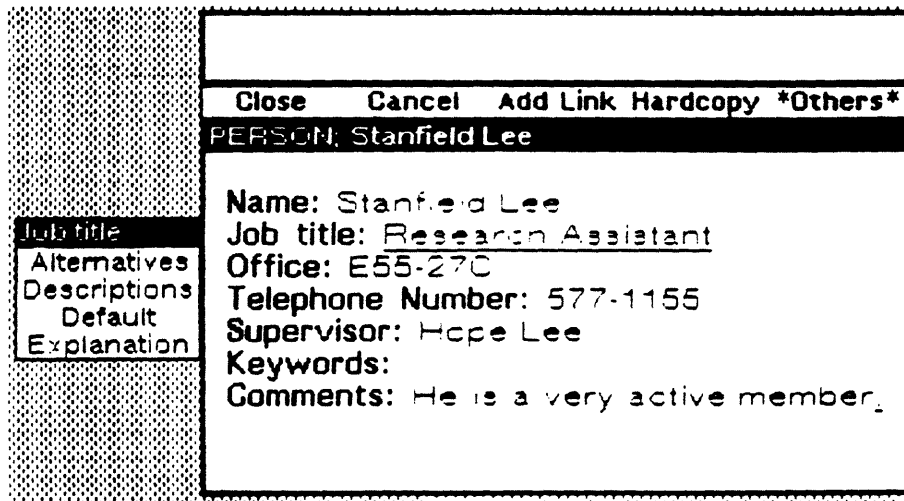 Close Cancel Add Link Hardcopy *Others*
PERSON: Stanfield Lee
Name: Stanfield Lee
Job title: Research Assistant
Office: E55-27C
Telephone Number: 577-1155
Supervisor: Hope Lee
Keywords:
Comments: He is a very active member.
Job title
Alternatives
Descriptions
Default
Explanation